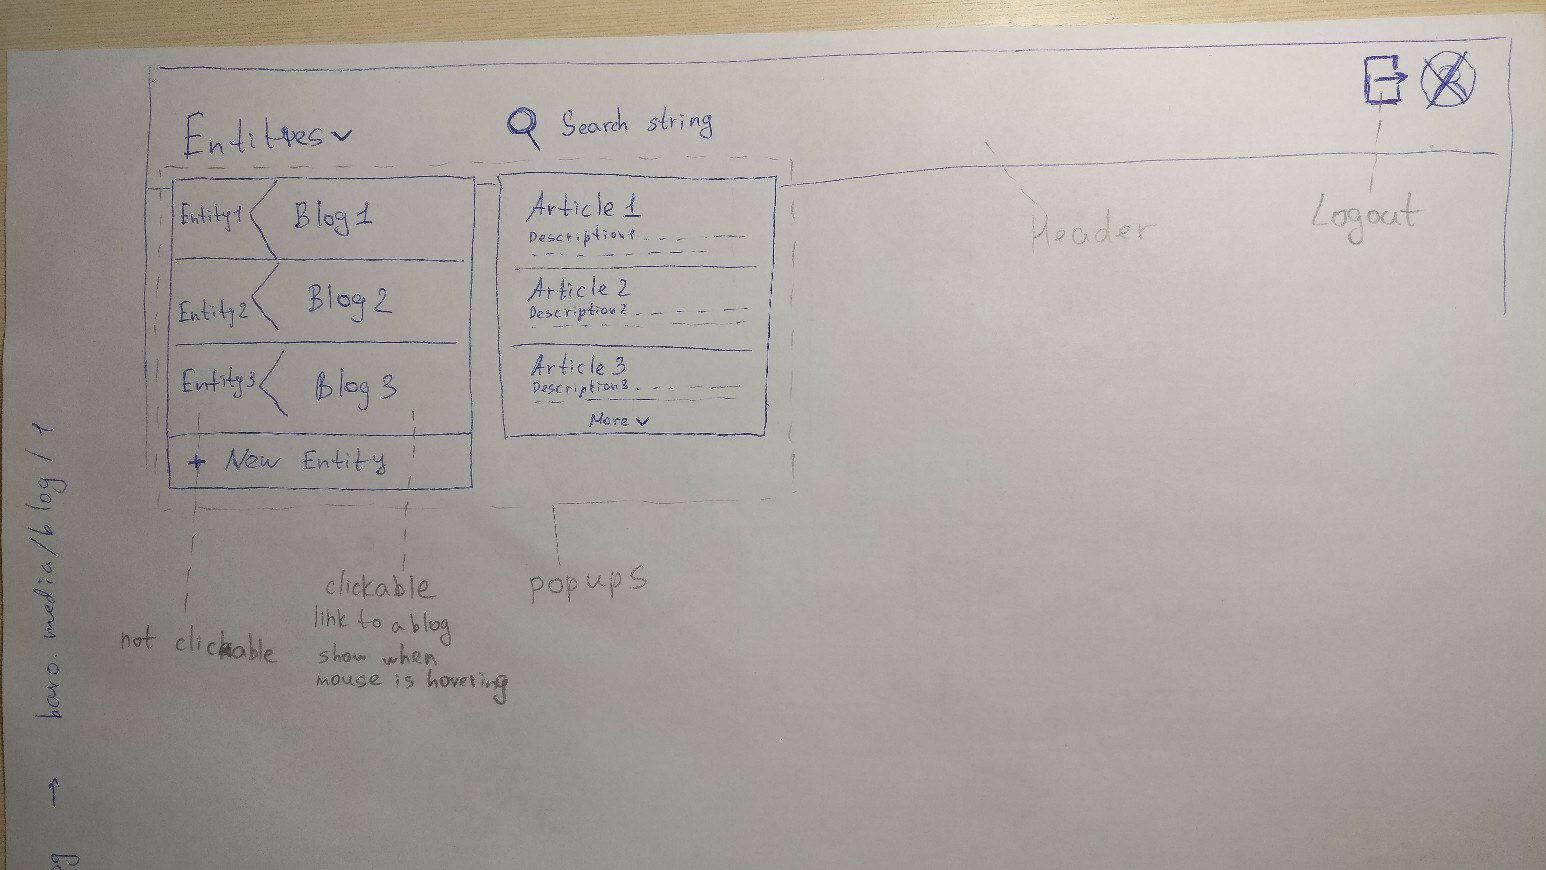 Entities
Search string
Entity1
Blog 1
Entity2
Blog 2
Entity3
Blog 3
+ New Entity
Article 1
Description1
Article 2
Description2
Article 3
Description3
More
Header
Logout
not clickable
clickable
link to a blog
show when
mouse is hovering
popups
→ baro.media/blog/1